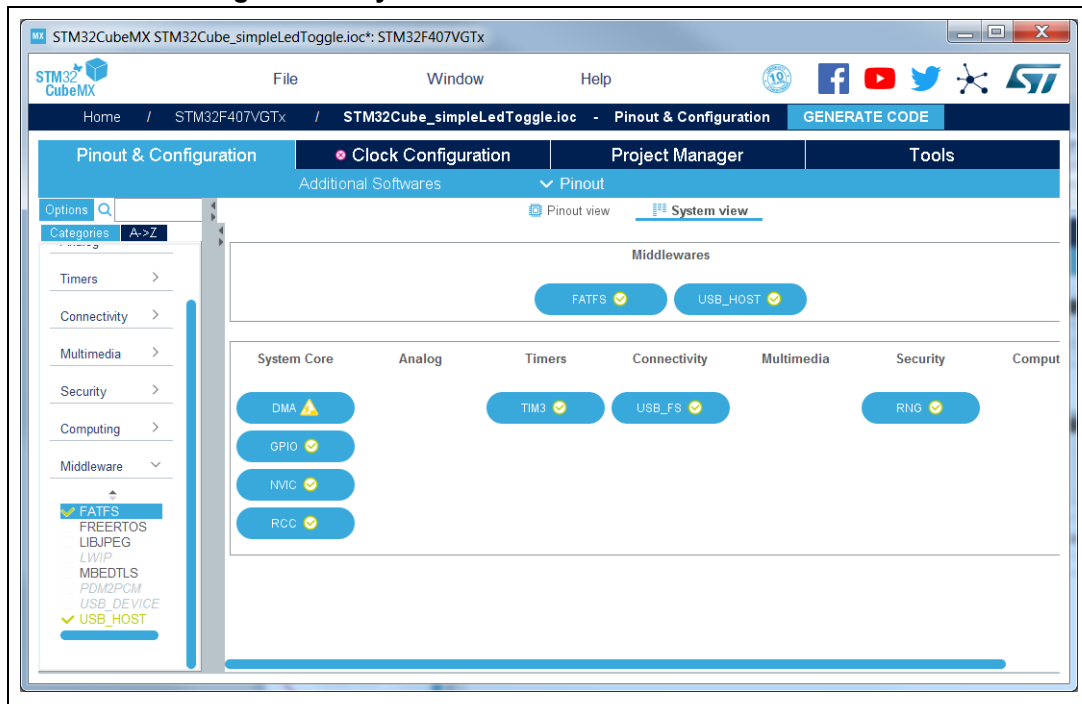 STM32CubeMX STM32Cube_simpleLedToggle.ioc*: STM32F407VGTx
STM32
CubeMX
File Window Help
10
Home / STM32F407VGTx / STM32Cube_simpleLedToggle.ioc - Pinout & Configuration GENERATE CODE
Pinout & Configuration Clock Configuration Project Manager Tools
Additional Softwares Pinout
Options
Pinout view System view
Categories A->Z
Timers
Connectivity
Multimedia
Security
Computing
Middleware
FATFS
FREERTOS
LIBJPEG
LWIP
MBEDTLS
PDM2PCM
USB_DEVICE
USB_HOST
Middlewares
FATFS USB_HOST
System Core Analog Timers Connectivity Multimedia Security Comput
DMA TIM3 USB_FS RNG
GPIO
NVIC
RCC